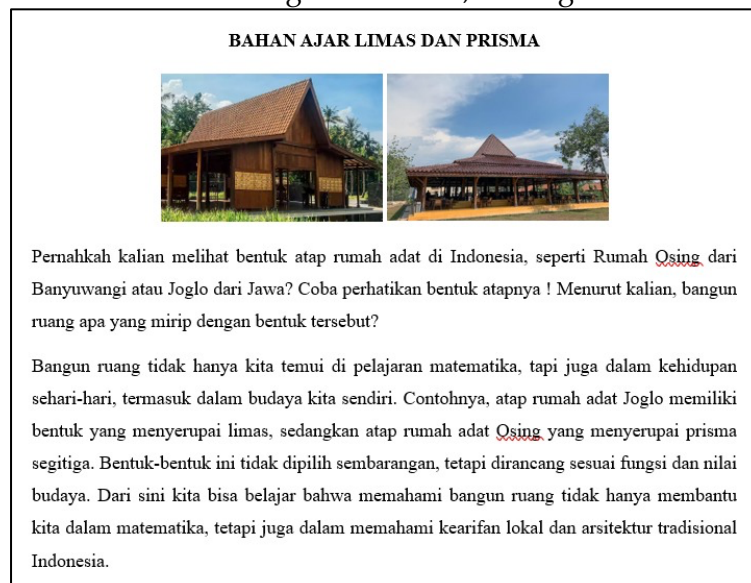 BAHAN AJAR LIMAS DAN PRISMA
Pernahkah kalian melihat bentuk atap rumah adat di Indonesia, seperti Rumah Osing dari
Banyuwangi atau Joglo dari Jawa? Coba perhatikan bentuk atapnya ! Menurut kalian, bangun
ruang apa yang mirip dengan bentuk tersebut?
Bangun ruang tidak hanya kita temui di pelajaran matematika, tapi juga dalam kehidupan
sehari-hari, termasuk dalam budaya kita sendiri. Contohnya, atap rumah adat Joglo memiliki
bentuk yang menyerupai limas, sedangkan atap rumah adat Osing yang menyerupai prisma
segitiga. Bentuk-bentuk ini tidak dipilih sembarangan, tetapi dirancang sesuai fungsi dan nilai
budaya. Dari sini kita bisa belajar bahwa memahami bangun ruang tidak hanya membantu
kita dalam matematika, tetapi juga dalam memahami kearifan lokal dan arsitektur tradisional
Indonesia.